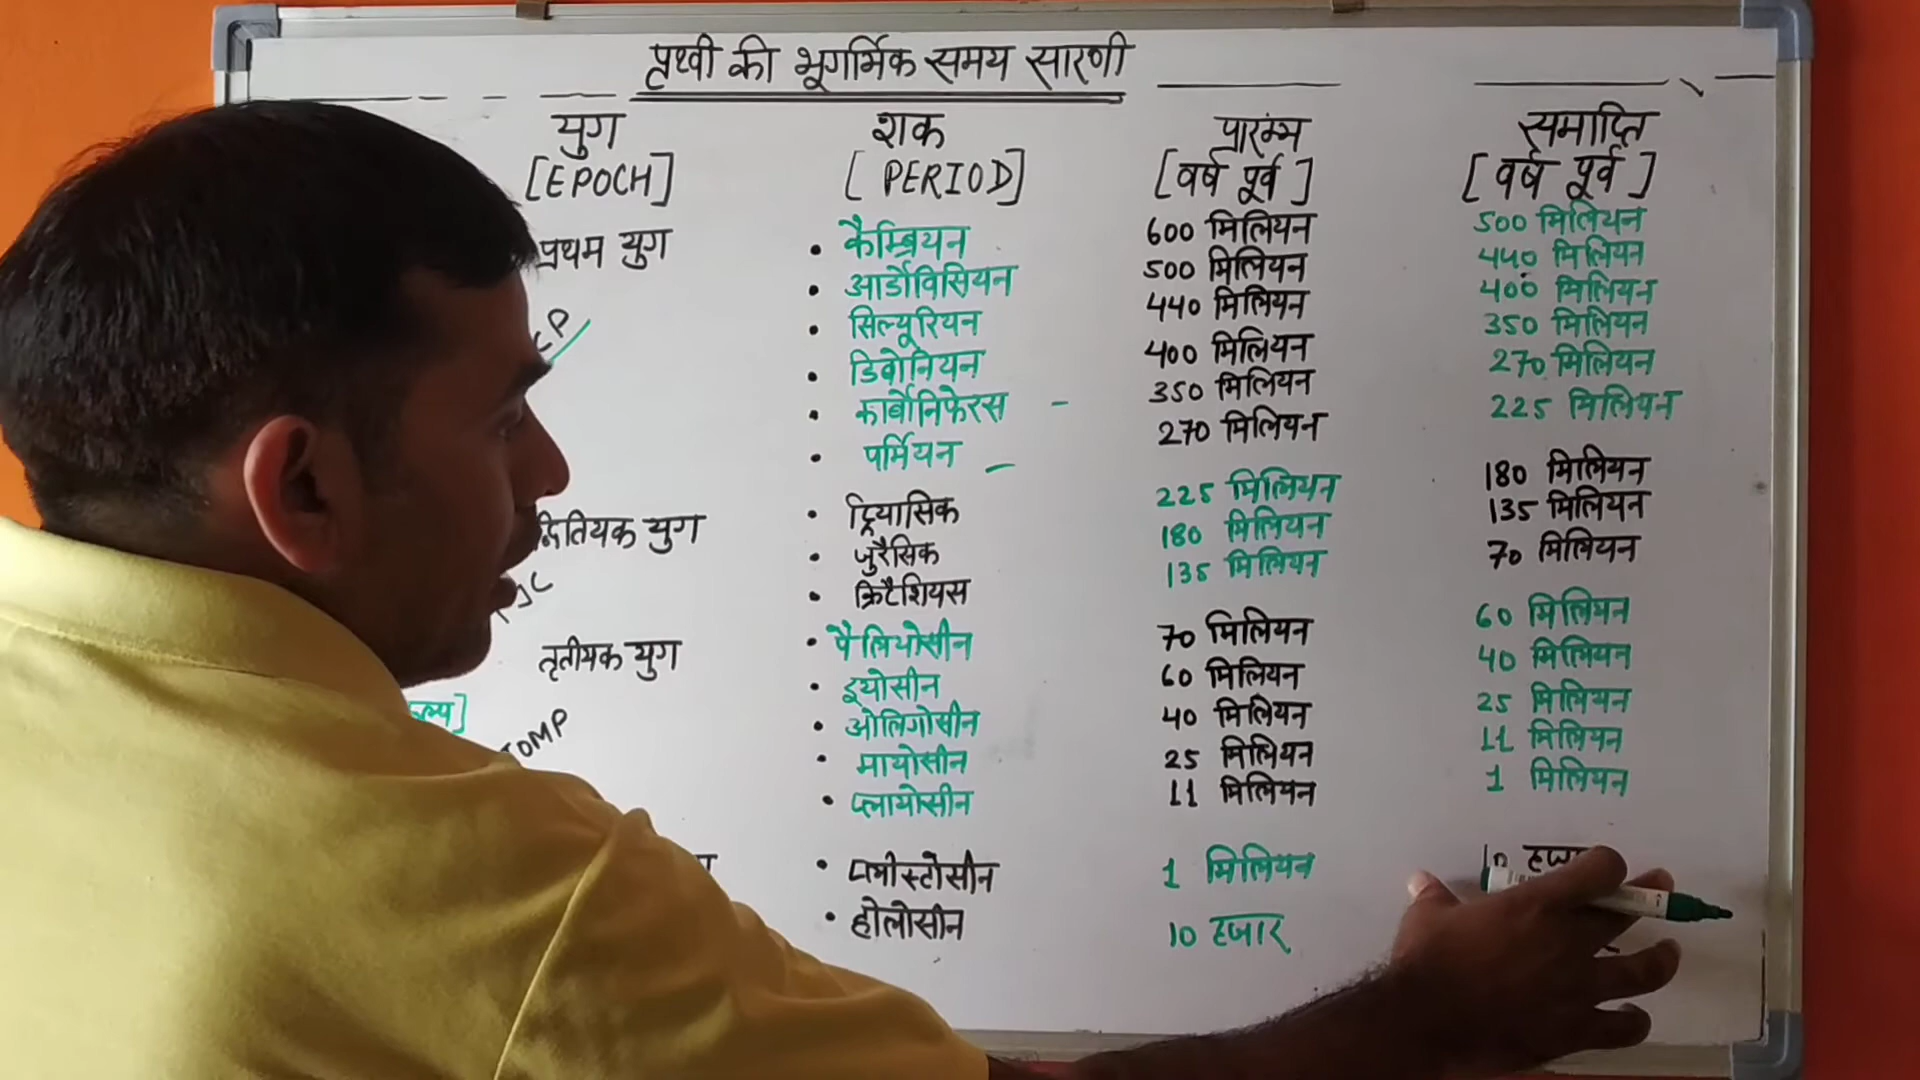 पृथ्वी की भूगर्भिक समय सारणी
युग शक प्रारंम्भ समाप्ति
[EPOCH] [PERIOD] [वर्ष पूर्व] [वर्ष पूर्व]
प्रथम युग • कैम्ब्रियन 600 मिलियन 500 मिलियन
• आर्डोविसियन 500 मिलियन 440 मिलियन
• सिल्यूरियन 440 मिलियन 400 मिलियन
• डिवोनियन 400 मिलियन 350 मिलियन
• कार्बोनिफेरस - 350 मिलियन 270 मिलियन
• पर्मियन - 270 मिलियन 225 मिलियन
द्वितियक युग • ट्रियासिक 225 मिलियन 180 मिलियन
• जुरैसिक 180 मिलियन 135 मिलियन
• क्रिटैशियस 135 मिलियन 70 मिलियन
तृतीयक युग • पैलियोसीन 70 मिलियन 60 मिलियन
• इयोसीन 60 मिलियन 40 मिलियन
• ओलिगोसीन 40 मिलियन 25 मिलियन
• मायोसीन 25 मिलियन 11 मिलियन
• प्लायोसीन 11 मिलियन 1 मिलियन
• प्लीस्टोसीन 1 मिलियन
• होलोसीन 10 हजार